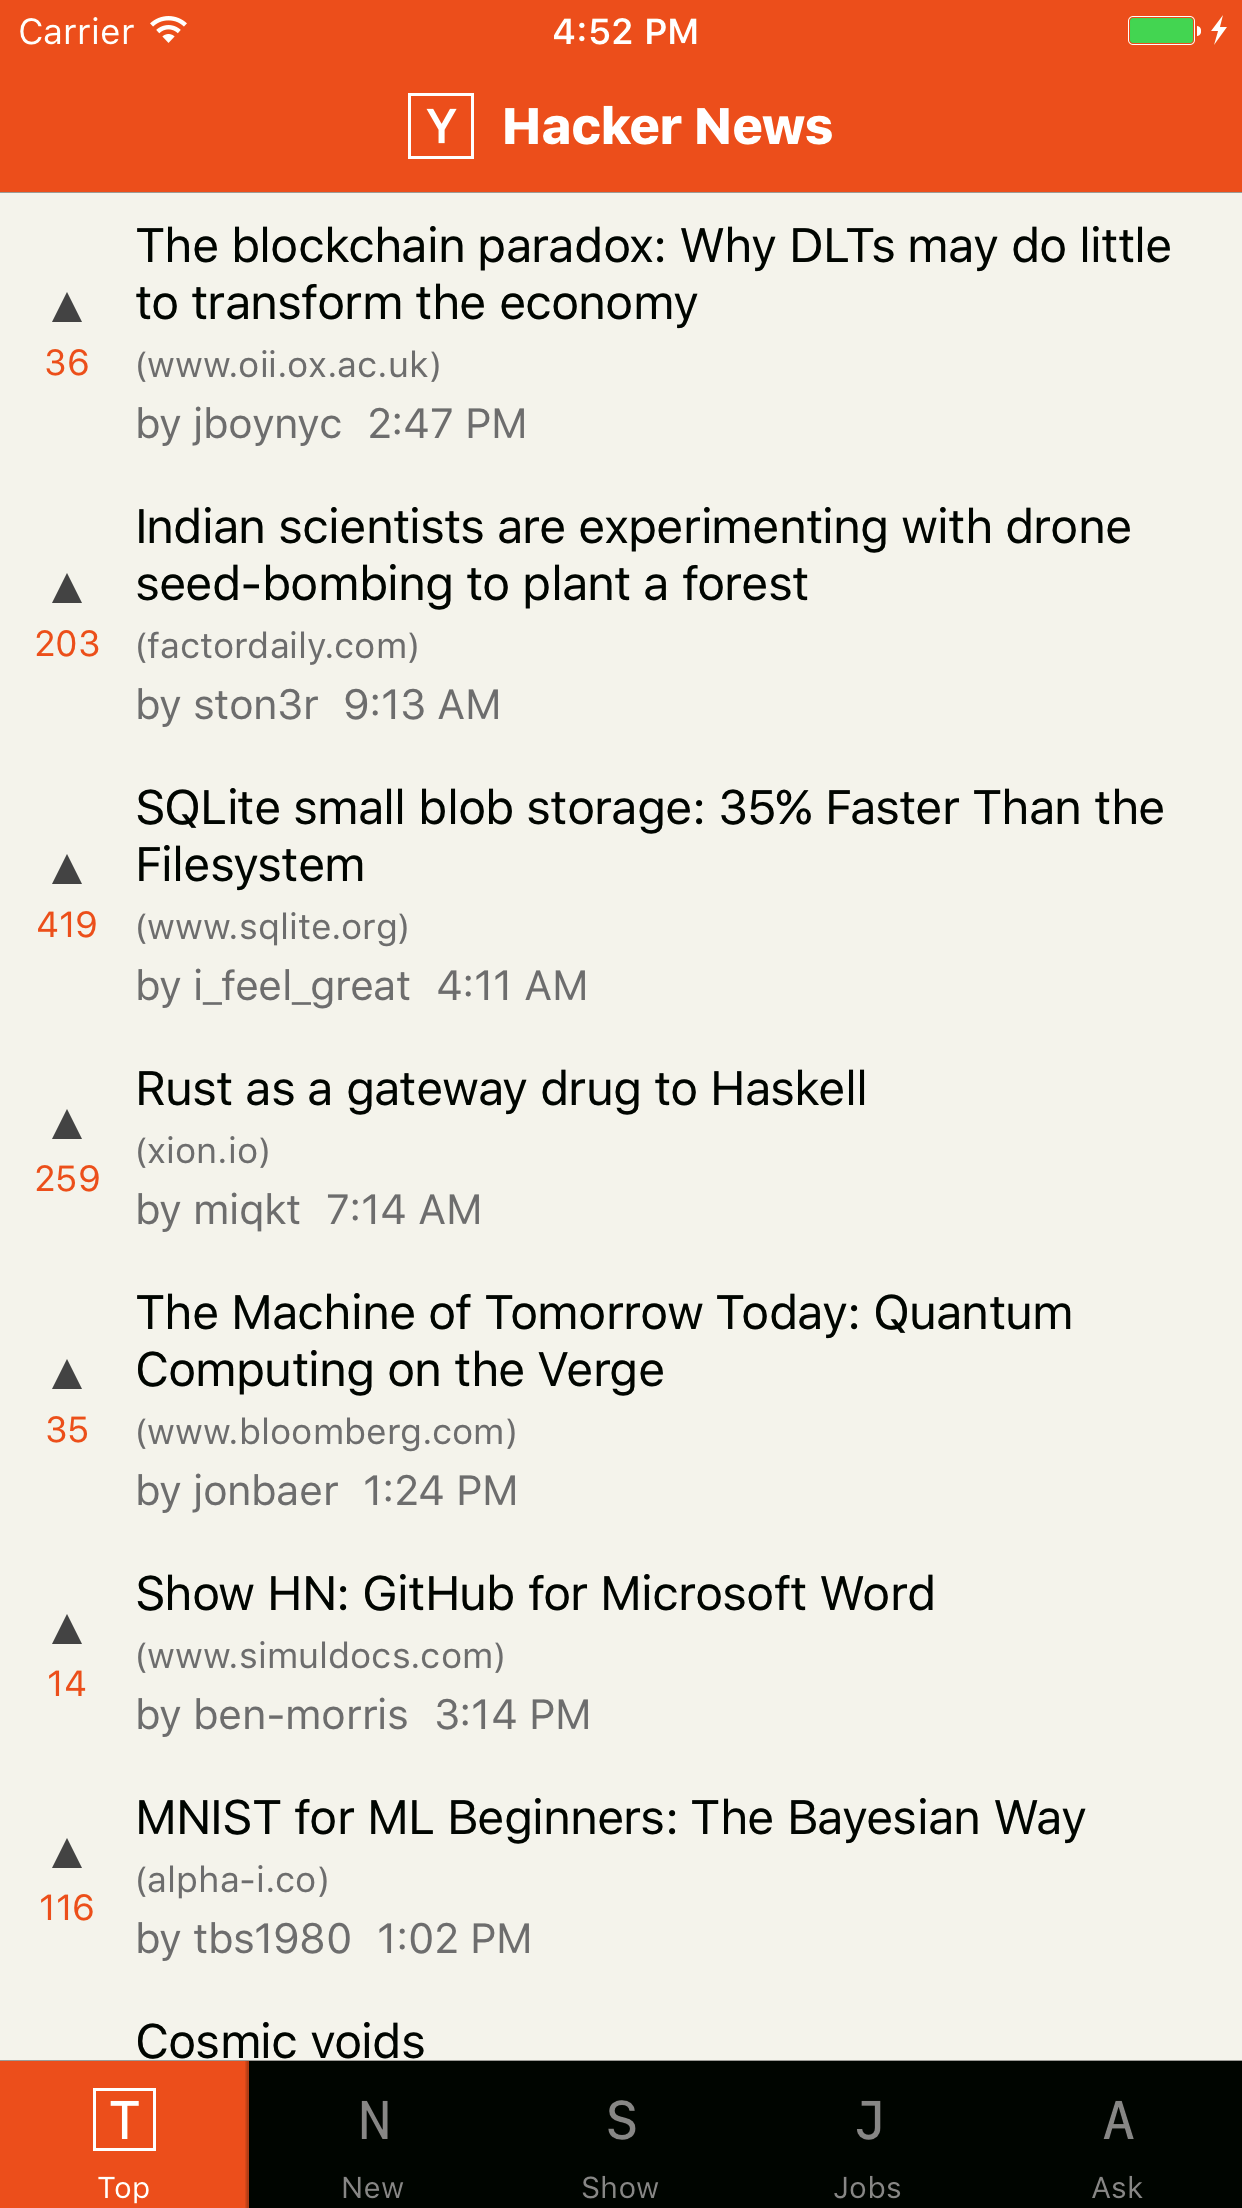 Carrier 4:52 PM
Y Hacker News
The blockchain paradox: Why DLTs may do little
to transform the economy
▲
36
(www.oii.ox.ac.uk)
by jboynyc 2:47 PM
Indian scientists are experimenting with drone
seed-bombing to plant a forest
▲
203
(factordaily.com)
by ston3r 9:13 AM
SQLite small blob storage: 35% Faster Than the
Filesystem
▲
419
(www.sqlite.org)
by i_feel_great 4:11 AM
Rust as a gateway drug to Haskell
▲
(xion.io)
259
by miqkt 7:14 AM
The Machine of Tomorrow Today: Quantum
Computing on the Verge
▲
35
(www.bloomberg.com)
by jonbaer 1:24 PM
Show HN: GitHub for Microsoft Word
▲
(www.simuldocs.com)
14
by ben-morris 3:14 PM
MNIST for ML Beginners: The Bayesian Way
▲
(alpha-i.co)
116
by tbs1980 1:02 PM
Cosmic voids
T N S J A
Top New Show Jobs Ask